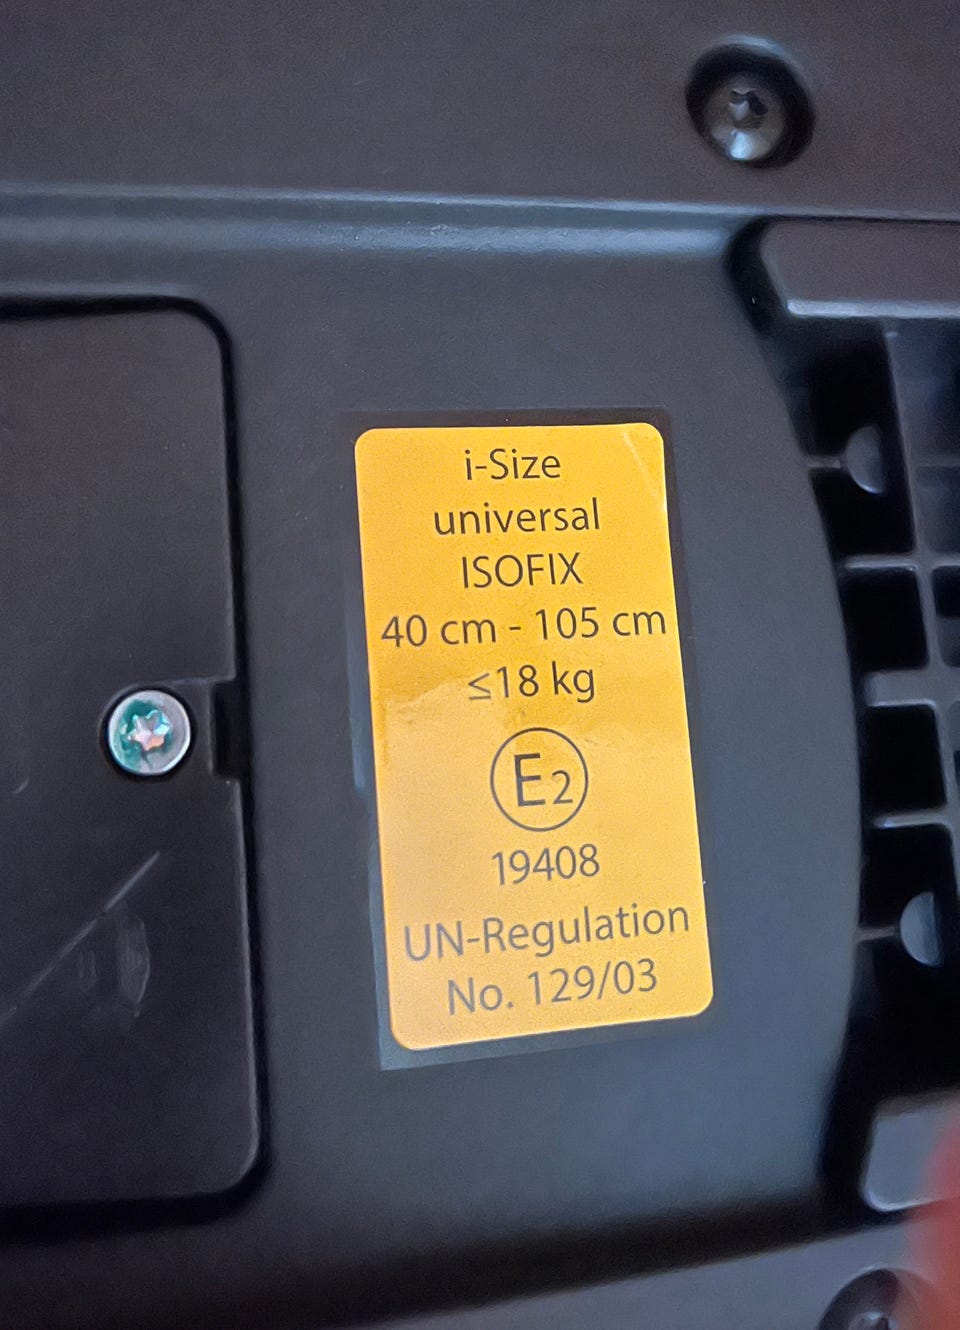 i-Size
universal
ISOFIX
40 cm - 105 cm
≤18 kg
E2
19408
UN-Regulation
No. 129/03